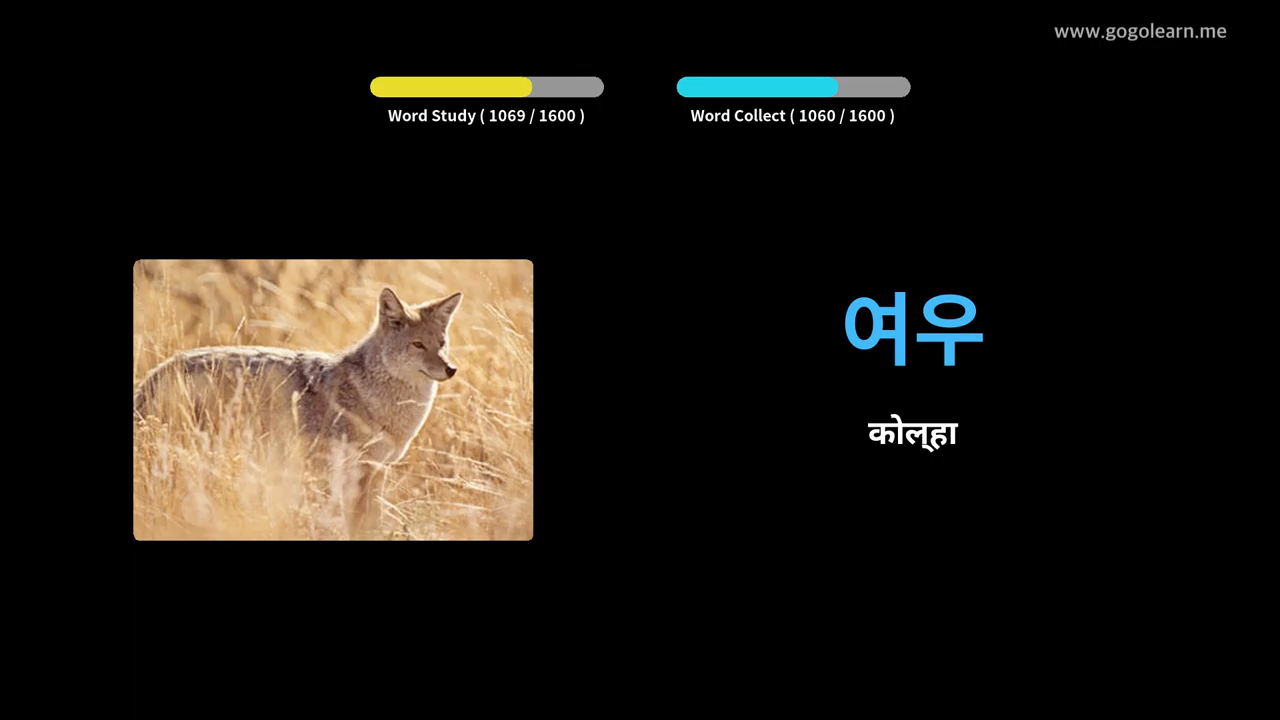 www.gogolearn.me
Word Study ( 1069 / 1600 )
Word Collect ( 1060 / 1600 )
여우
कोल्हा